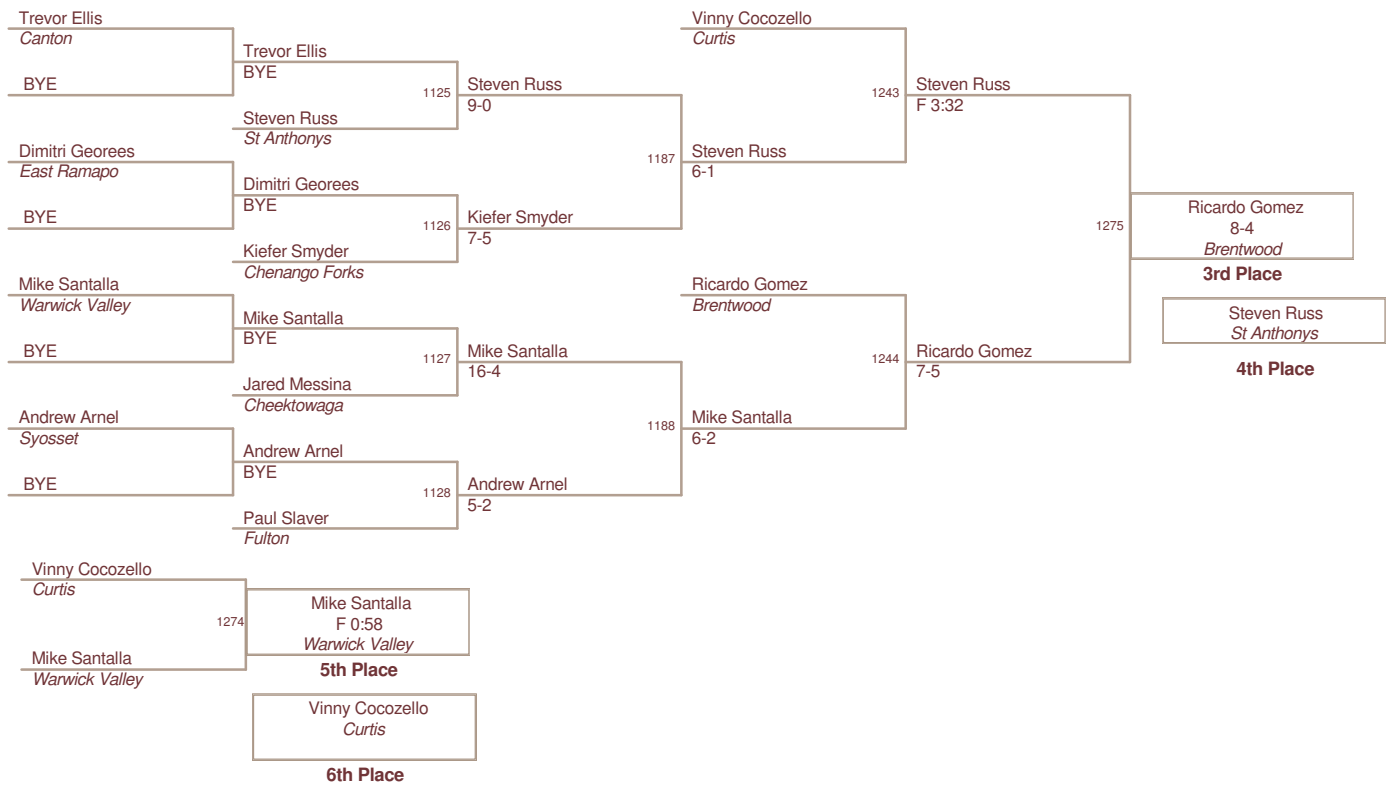 Trevor Ellis
Canton
BYE
Dimitri Georees
East Ramapo
BYE
Mike Santalla
Warwick Valley
BYE
Andrew Arnel
Syosset
BYE
Trevor Ellis
BYE
Steven Russ
St Anthonys
Dimitri Georees
BYE
Kiefer Smyder
Chenango Forks
Mike Santalla
BYE
Jared Messina
Cheektowaga
Andrew Arnel
BYE
Paul Slaver
Fulton
1125
Steven Russ
9-0
1126
Kiefer Smyder
7-5
1127
Mike Santalla
16-4
1128
Andrew Arnel
5-2
Vinny Cocozello
Curtis
1187
Steven Russ
6-1
Ricardo Gomez
Brentwood
1188
Mike Santalla
6-2
1243
Steven Russ
F 3:32
1244
Ricardo Gomez
7-5
1275
Ricardo Gomez
8-4
Brentwood
3rd Place
Steven Russ
St Anthonys
4th Place
Vinny Cocozello
Curtis
Mike Santalla
Warwick Valley
1274
Mike Santalla
F 0:58
Warwick Valley
5th Place
Vinny Cocozello
Curtis
6th Place